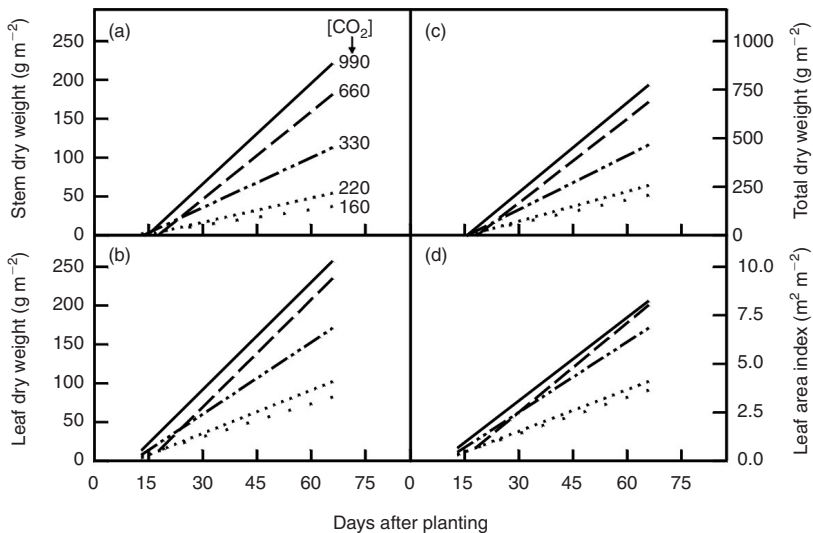 (a)
[CO₂]
990
660
330
220
160
250
200
150
100
50
0
Stem dry weight (g m⁻²)
(c)
1000
750
500
250
0
Total dry weight (g m⁻²)
(b)
250
200
150
100
50
0
Leaf dry weight (g m⁻²)
(d)
10.0
7.5
5.0
2.5
0.0
Leaf area index (m² m⁻²)
0 15 30 45 60 75 0 15 30 45 60 75
Days after planting